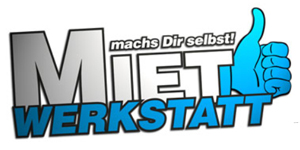 machs Dir selbst!
MIET
WERKSTATT